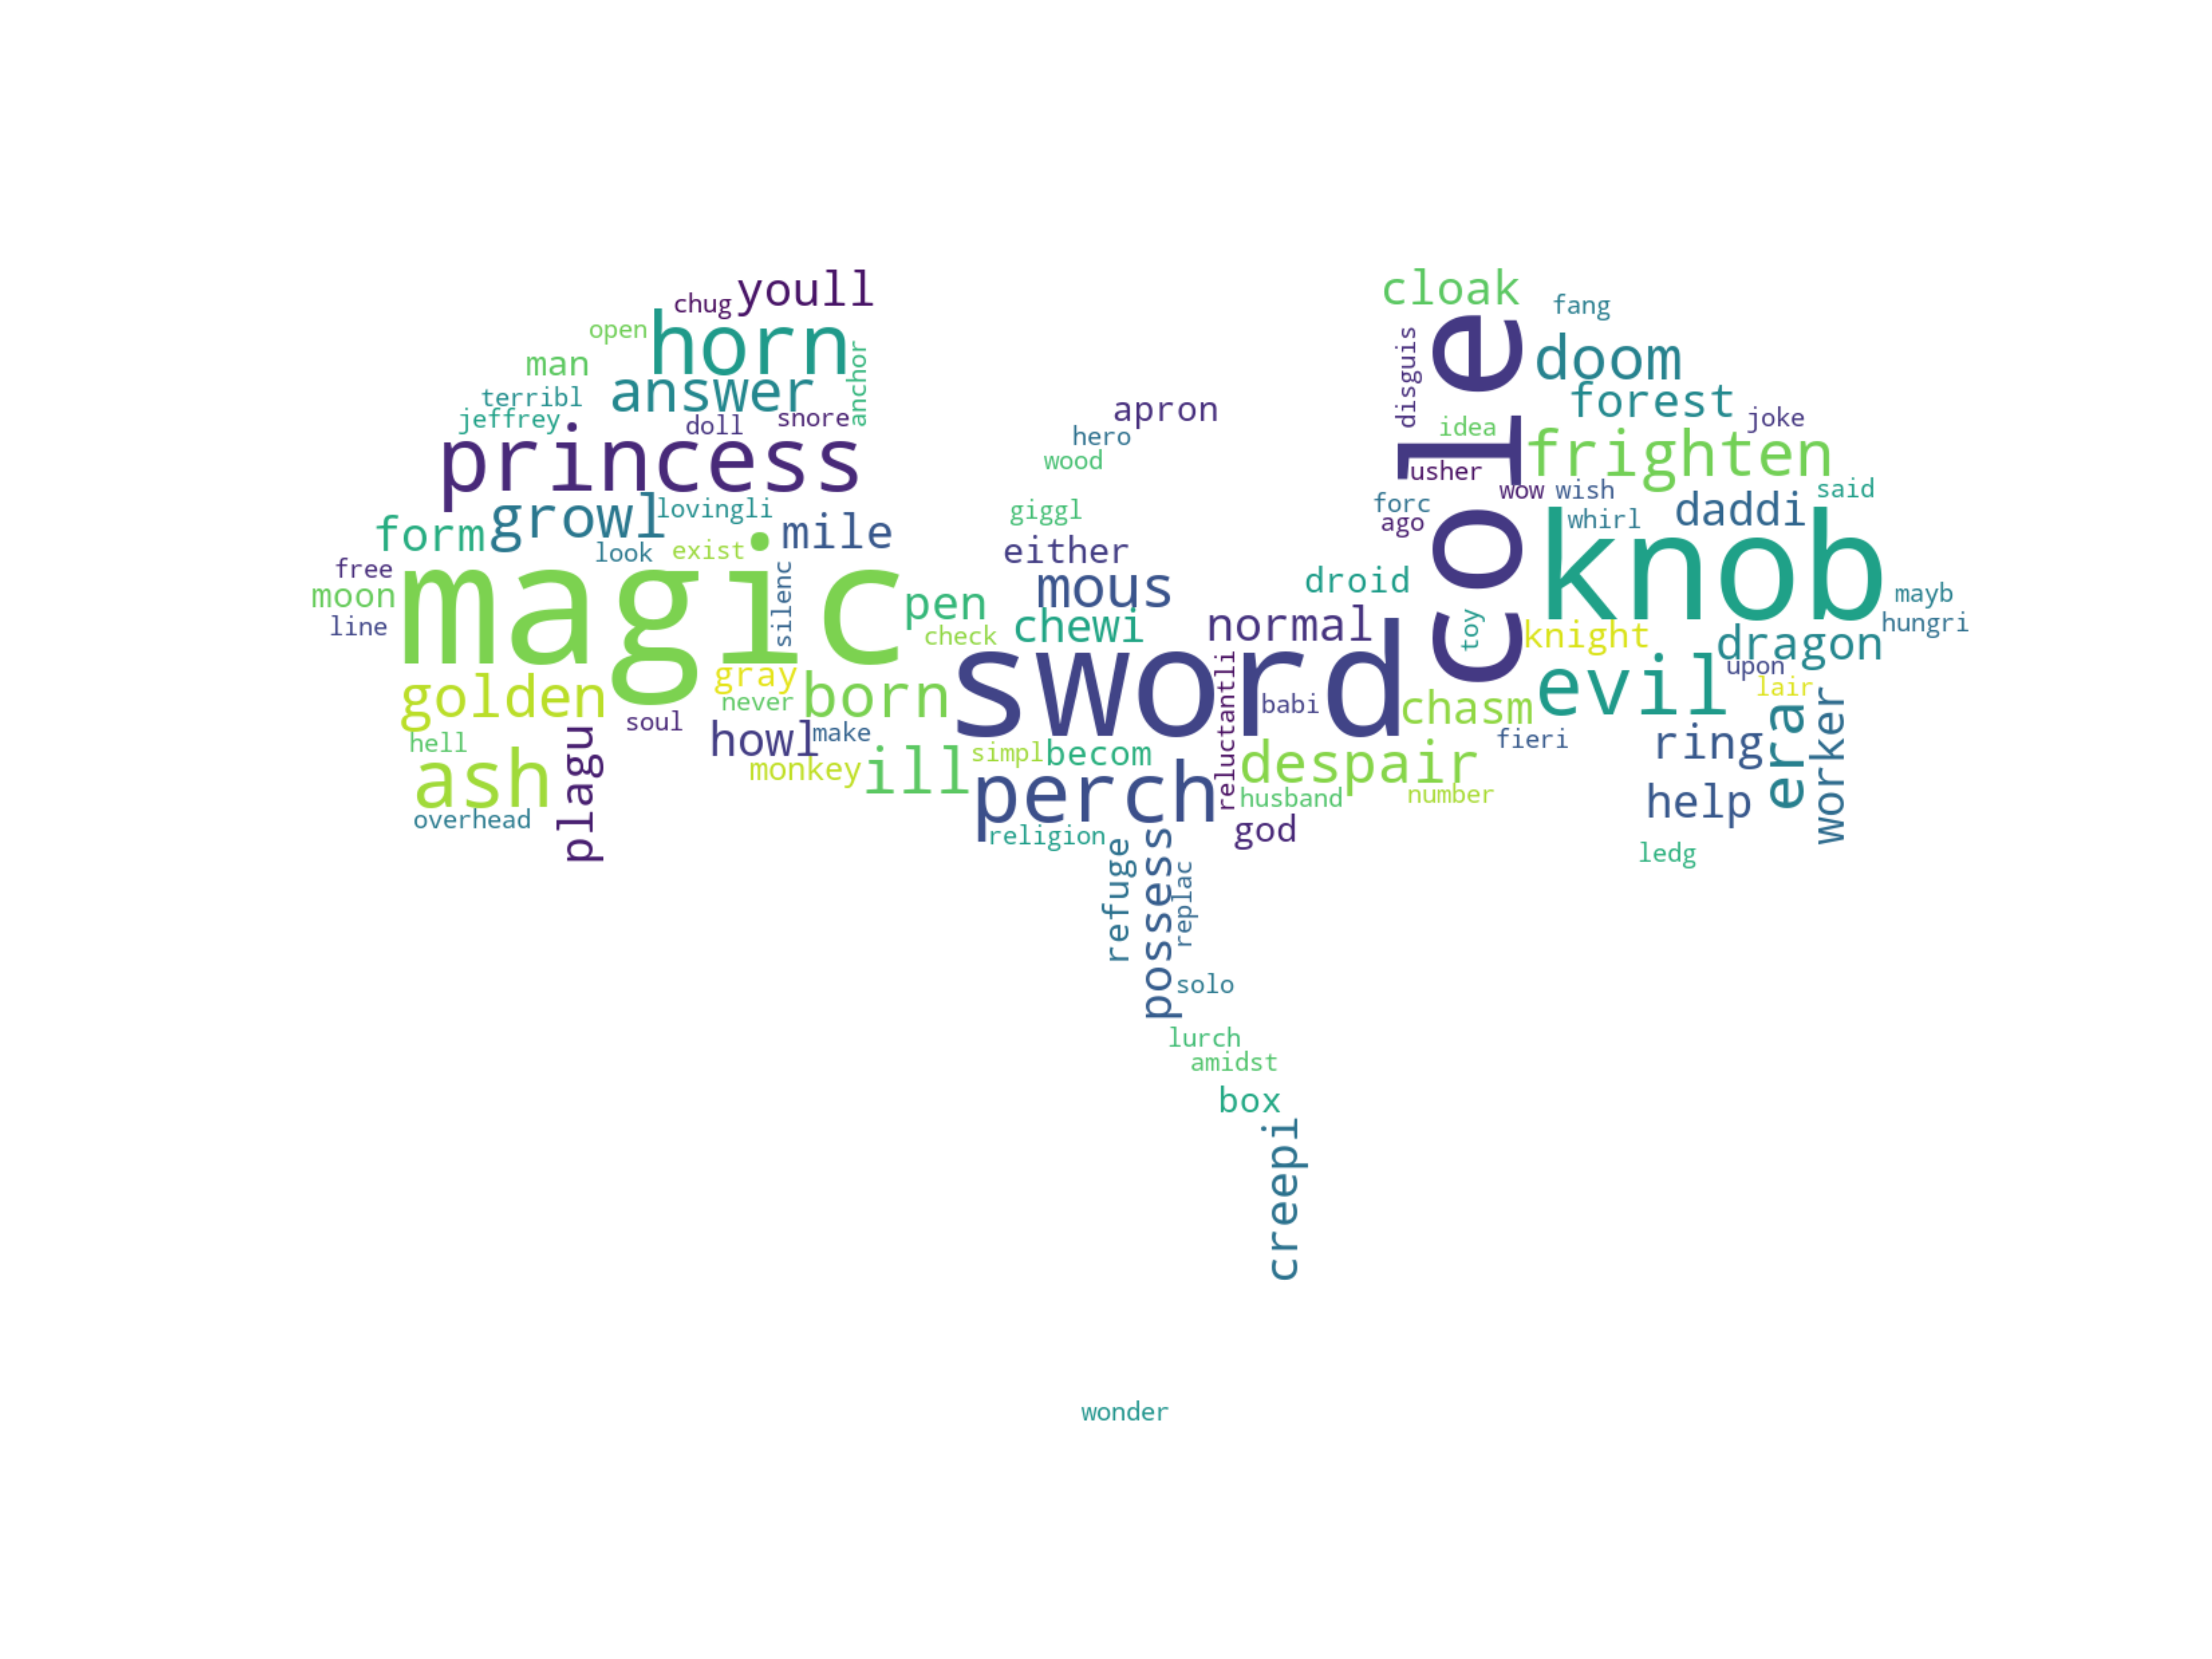 chug
youll
open
horn
man
answer
anchor
terribl
jeffrey
doll
snore
princess
growl
lovingli
form
mile
look
exist
free
moon
magic
silenc
line
pen
check
golden
gray
never
born
soul
hell
howl
make
ash
plagu
monkey
ill
overhead
apron
hero
wood
giggl
either
mous
chewi
normal
droid
sword
babi
reluctantli
simpl
becom
perch
despair
husband
number
religion
god
cloak
fang
disguis
cole
doom
forest
idea
joke
frighten
usher
wow
wish
said
forc
ago
whirl
daddi
knob
toy
mayb
hungri
knight
dragon
upon
evil
lair
chasm
fieri
ring
era
worker
help
ledg
refuge
possess
replac
solo
lurch
amidst
box
creepi
wonder